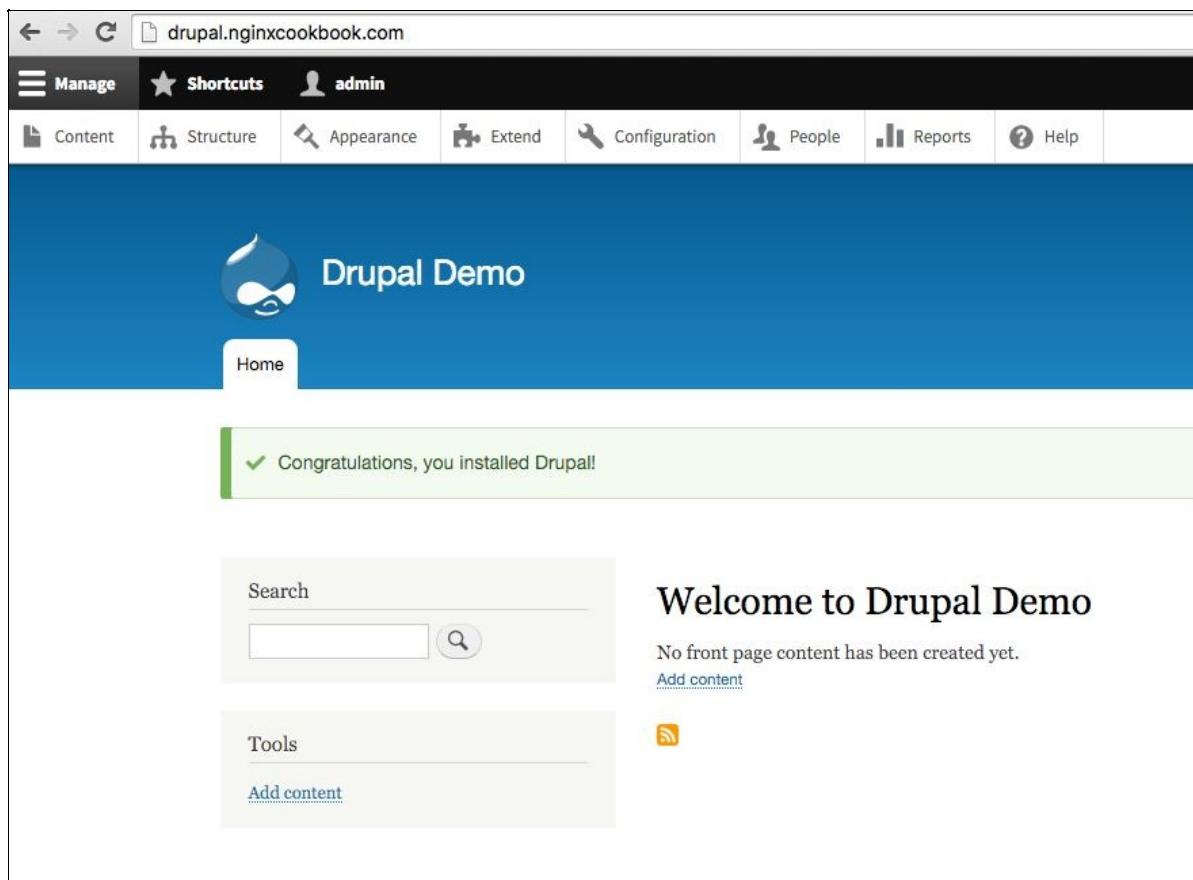 drupal.nginxcookbook.com
Manage Shortcuts admin
Content Structure Appearance Extend Configuration People Reports Help
Drupal Demo
Home
Congratulations, you installed Drupal!
Search
Welcome to Drupal Demo
No front page content has been created yet.
Add content
Tools
Add content